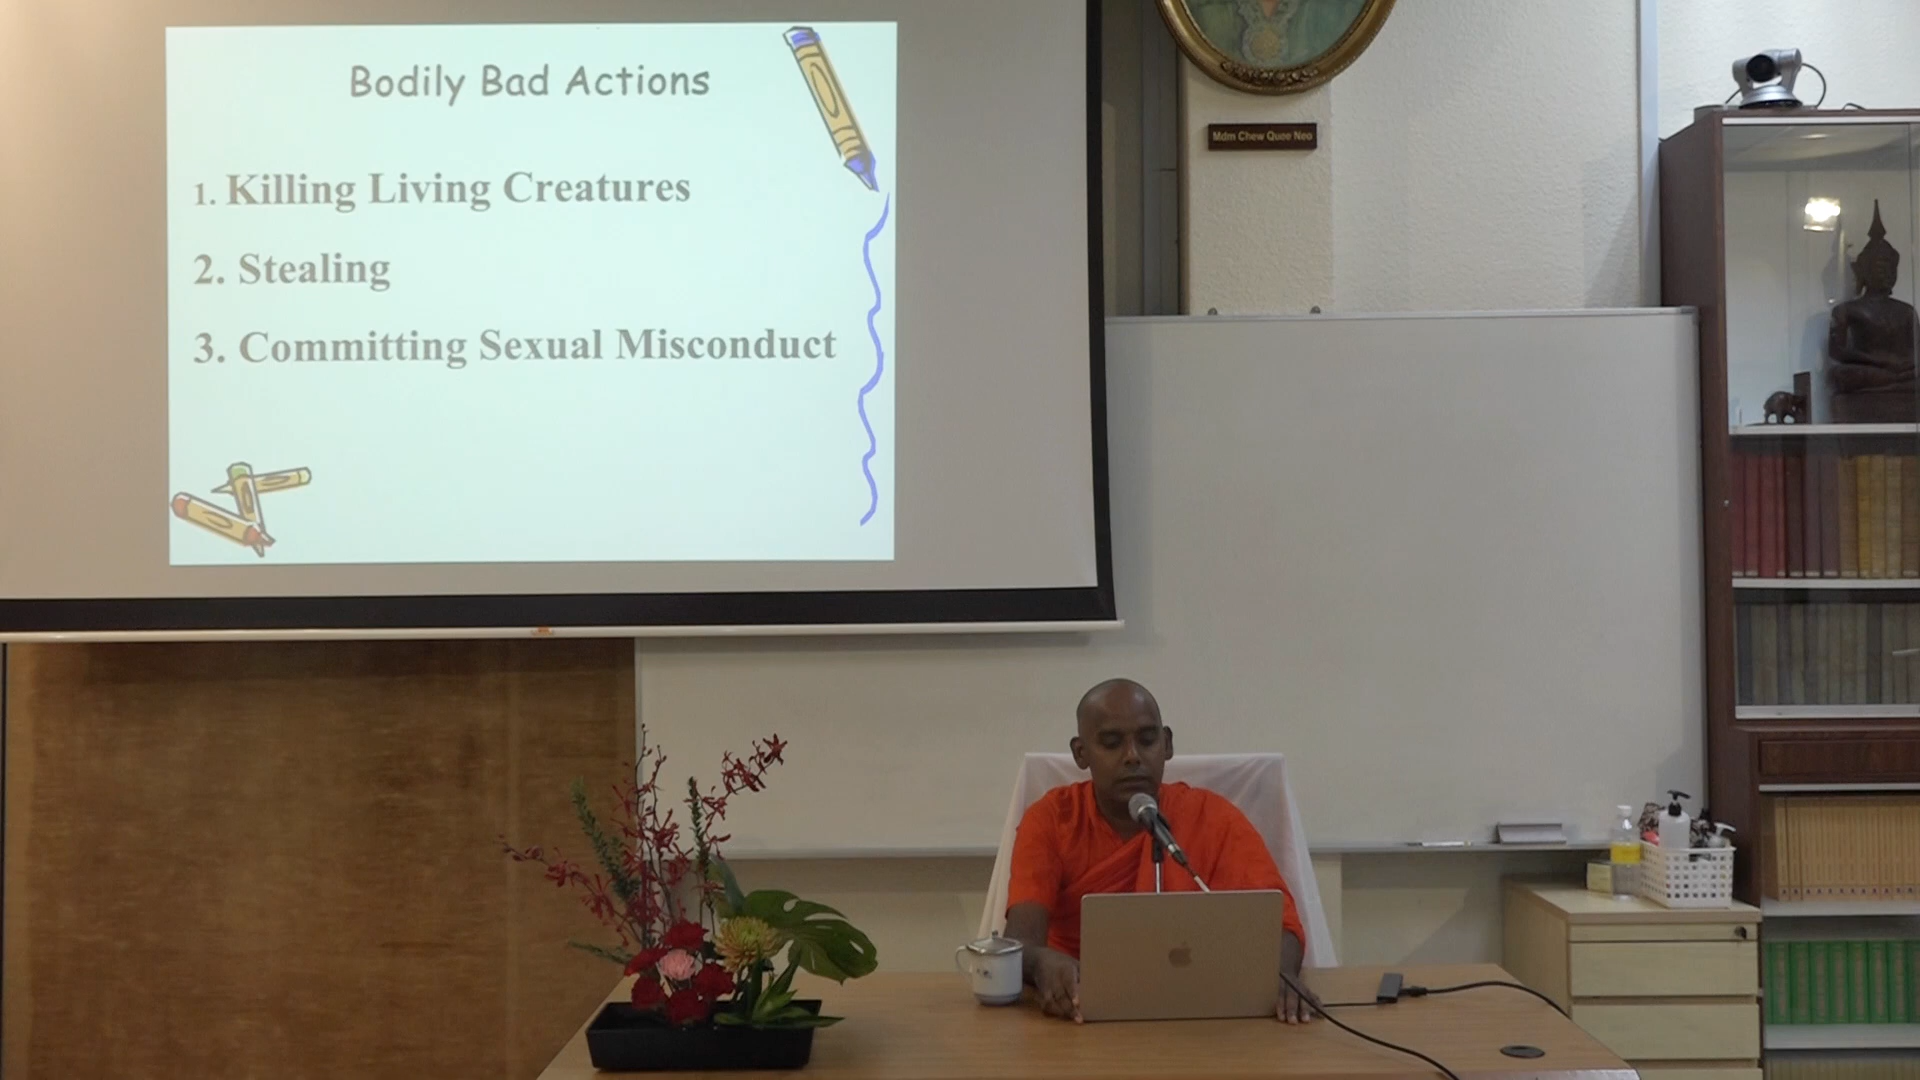 Bodily Bad Actions
1. Killing Living Creatures
2. Stealing
3. Committing Sexual Misconduct
Mdm Chew Quee Neo